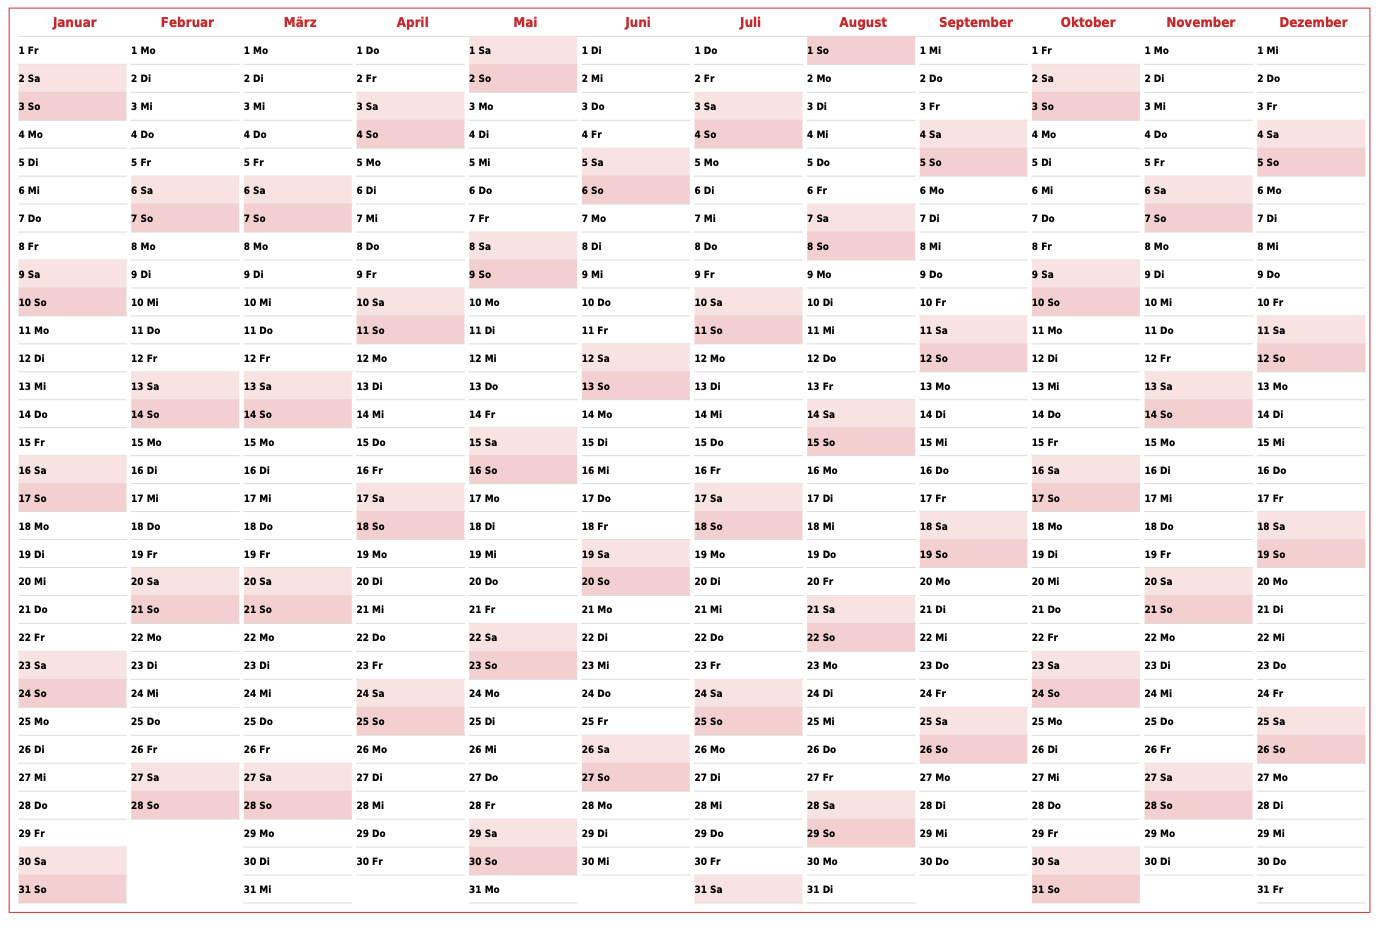 Januar Februar März April Mai Juni Juli August September Oktober November Dezember
1 Fr 1 Mo 1 Mo 1 Do 1 Sa 1 Di 1 Do 1 So 1 Mi 1 Fr 1 Mo 1 Mi
2 Sa 2 Di 2 Di 2 Fr 2 So 2 Mi 2 Fr 2 Mo 2 Do 2 Sa 2 Di 2 Do
3 So 3 Mi 3 Mi 3 Sa 3 Mo 3 Do 3 Sa 3 Di 3 Fr 3 So 3 Mi 3 Fr
4 Mo 4 Do 4 Do 4 So 4 Di 4 Fr 4 So 4 Mi 4 Sa 4 Mo 4 Do 4 Sa
5 Di 5 Fr 5 Fr 5 Mo 5 Mi 5 Sa 5 Mo 5 Do 5 So 5 Di 5 Fr 5 So
6 Mi 6 Sa 6 Sa 6 Di 6 Do 6 So 6 Di 6 Fr 6 Mo 6 Mi 6 Sa 6 Mo
7 Do 7 So 7 So 7 Mi 7 Fr 7 Mo 7 Mi 7 Sa 7 Di 7 Do 7 So 7 Di
8 Fr 8 Mo 8 Mo 8 Do 8 Sa 8 Di 8 Do 8 So 8 Mi 8 Fr 8 Mo 8 Mi
9 Sa 9 Di 9 Di 9 Fr 9 So 9 Mi 9 Fr 9 Mo 9 Do 9 Sa 9 Di 9 Do
10 So 10 Mi 10 Mi 10 Sa 10 Mo 10 Do 10 Sa 10 Di 10 Fr 10 So 10 Mi 10 Fr
11 Mo 11 Do 11 Do 11 So 11 Di 11 Fr 11 So 11 Mi 11 Sa 11 Mo 11 Do 11 Sa
12 Di 12 Fr 12 Fr 12 Mo 12 Mi 12 Sa 12 Mo 12 Do 12 So 12 Di 12 Fr 12 So
13 Mi 13 Sa 13 Sa 13 Di 13 Do 13 So 13 Di 13 Fr 13 Mo 13 Mi 13 Sa 13 Mo
14 Do 14 So 14 So 14 Mi 14 Fr 14 Mo 14 Mi 14 Sa 14 Di 14 Do 14 So 14 Di
15 Fr 15 Mo 15 Mo 15 Do 15 Sa 15 Di 15 Do 15 So 15 Mi 15 Fr 15 Mo 15 Mi
16 Sa 16 Di 16 Di 16 Fr 16 So 16 Mi 16 Fr 16 Mo 16 Do 16 Sa 16 Di 16 Do
17 So 17 Mi 17 Mi 17 Sa 17 Mo 17 Do 17 Sa 17 Di 17 Fr 17 So 17 Mi 17 Fr
18 Mo 18 Do 18 Do 18 So 18 Di 18 Fr 18 So 18 Mi 18 Sa 18 Mo 18 Do 18 Sa
19 Di 19 Fr 19 Fr 19 Mo 19 Mi 19 Sa 19 Mo 19 Do 19 So 19 Di 19 Fr 19 So
20 Mi 20 Sa 20 Sa 20 Di 20 Do 20 So 20 Di 20 Fr 20 Mo 20 Mi 20 Sa 20 Mo
21 Do 21 So 21 So 21 Mi 21 Fr 21 Mo 21 Mi 21 Sa 21 Di 21 Do 21 So 21 Di
22 Fr 22 Mo 22 Mo 22 Do 22 Sa 22 Di 22 Do 22 So 22 Mi 22 Fr 22 Mo 22 Mi
23 Sa 23 Di 23 Di 23 Fr 23 So 23 Mi 23 Fr 23 Mo 23 Do 23 Sa 23 Di 23 Do
24 So 24 Mi 24 Mi 24 Sa 24 Mo 24 Do 24 Sa 24 Di 24 Fr 24 So 24 Mi 24 Fr
25 Mo 25 Do 25 Do 25 So 25 Di 25 Fr 25 So 25 Mi 25 Sa 25 Mo 25 Do 25 Sa
26 Di 26 Fr 26 Fr 26 Mo 26 Mi 26 Sa 26 Mo 26 Do 26 So 26 Di 26 Fr 26 So
27 Mi 27 Sa 27 Sa 27 Di 27 Do 27 So 27 Di 27 Fr 27 Mo 27 Mi 27 Sa 27 Mo
28 Do 28 So 28 So 28 Mi 28 Fr 28 Mo 28 Mi 28 Sa 28 Di 28 Do 28 So 28 Di
29 Fr 29 Mo 29 Do 29 Sa 29 Di 29 Do 29 So 29 Mi 29 Fr 29 Mo 29 Mi
30 Sa 30 Di 30 Fr 30 So 30 Mi 30 Fr 30 Mo 30 Do 30 Sa 30 Di 30 Do
31 So 31 Mi 31 Mo 31 Sa 31 Di 31 So 31 Fr